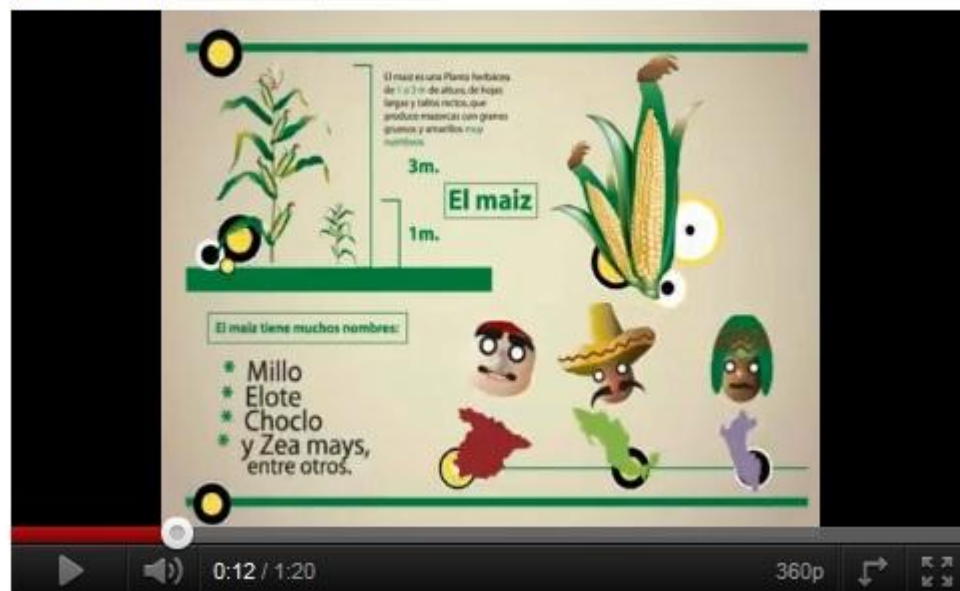 El maiz es una Planta herbácea
de 1 a 3 m de altura, de hojas
largas y tallos rectos, que
produce mazorcas con granos
gruesos y amarillos muy
nutritivos
3m.
El maiz
1m.
El maiz tiene muchos nombres:
* Millo
* Elote
* Choclo
* y Zea mays,
entre otros.
0:12 / 1:20
360p